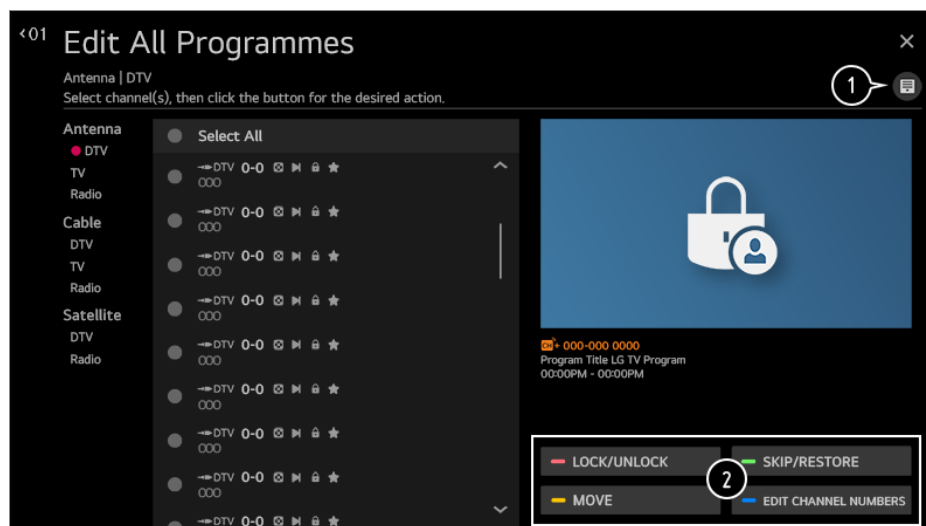 ‹01 Edit All Programmes
Antenna | DTV
Select channel(s), then click the button for the desired action.
1
Antenna
DTV
TV
Radio
Cable
DTV
TV
Radio
Satellite
DTV
Radio
Select All
DTV 0-0
000
DTV 0-0
000
DTV 0-0
000
DTV 0-0
000
DTV 0-0
000
DTV 0-0
000
DTV 0-0
000
DTV 0-0
000
DTV 0-0
CH+ 000-000 0000
Program Title LG TV Program
00:00PM - 00:00PM
LOCK/UNLOCK
SKIP/RESTORE
2
MOVE
EDIT CHANNEL NUMBERS